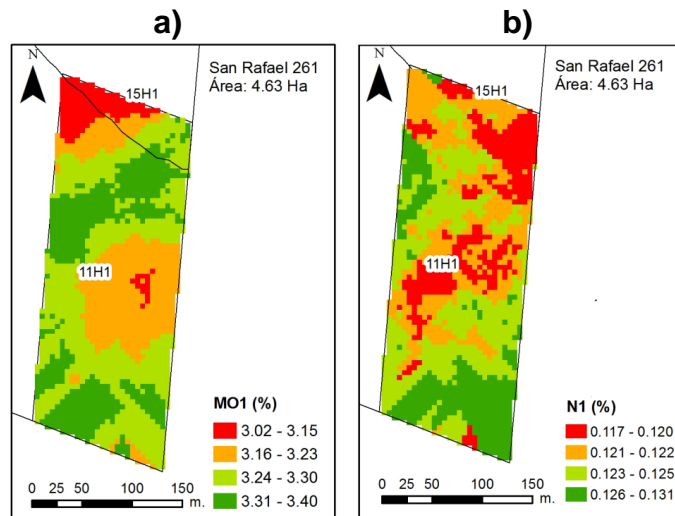 a)
N
San Rafael 261
Área: 4.63 Ha
15H1
11H1
MO1 (%)
3.02 - 3.15
3.16 - 3.23
3.24 - 3.30
3.31 - 3.40
0 25 50 100 150
m.
b)
N
San Rafael 261
Área: 4.63 Ha
15H1
11H1
N1 (%)
0.117 - 0.120
0.121 - 0.122
0.123 - 0.125
0.126 - 0.131
0 25 50 100 150
m.